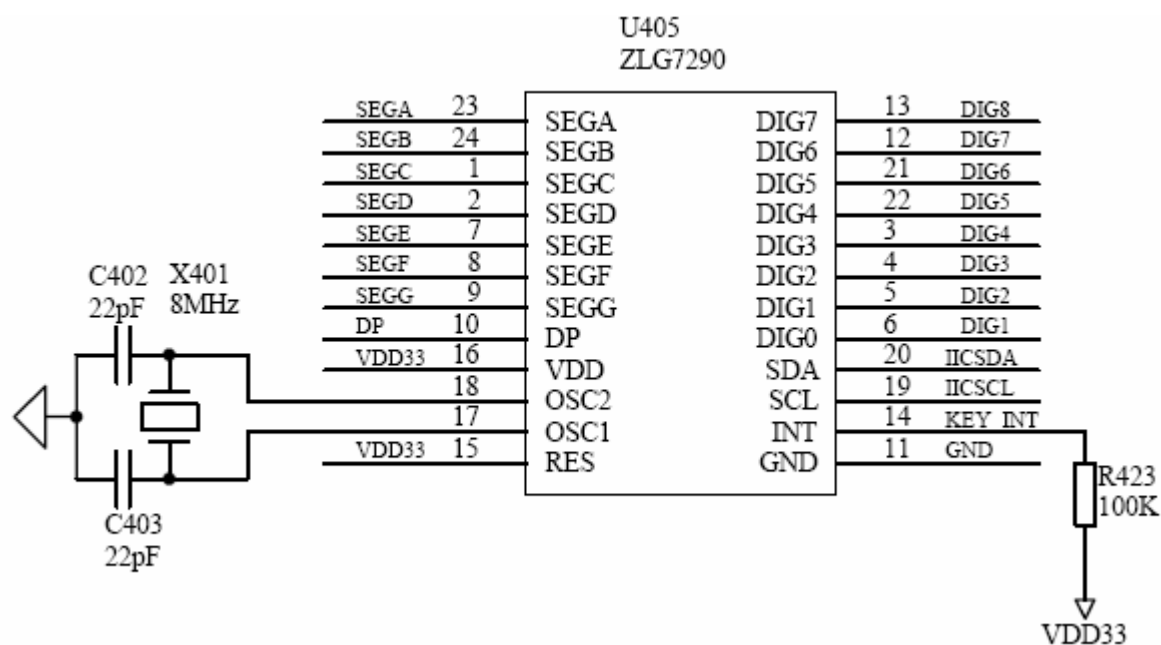 U405
ZLG7290
SEGA 23 SEGA DIG7 13 DIG8
SEGB 24 SEGB DIG6 12 DIG7
SEGC 1 SEGC DIG5 21 DIG6
SEGD 2 SEGD DIG4 22 DIG5
SEGE 7 SEGE DIG3 3 DIG4
SEGF 8 SEGF DIG2 4 DIG3
SEGG 9 SEGG DIG1 5 DIG2
DP 10 DP DIG0 6 DIG1
VDD33 16 VDD SDA 20 IICSDA
18 OSC2 SCL 19 IICSCL
17 OSC1 INT 14 KEY_INT
VDD33 15 RES GND 11 GND
C402 X401
22pF 8MHz
C403
22pF
R423
100K
VDD33